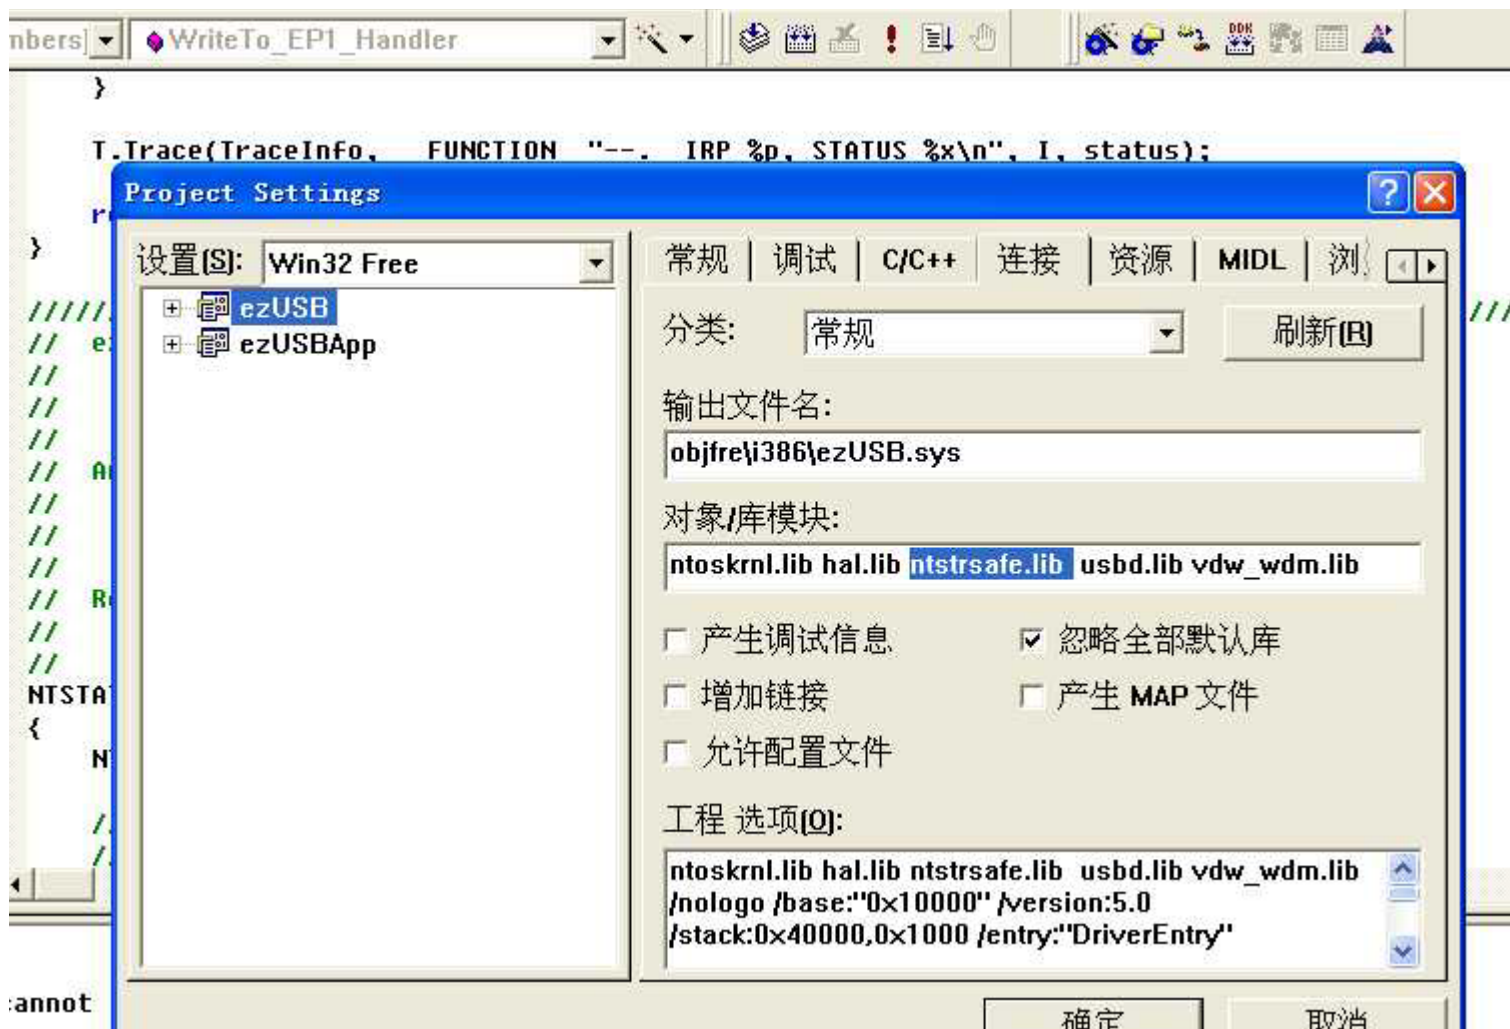 nbers] WriteTo_EP1_Handler
DDK
}
T.Trace(TraceInfo, FUNCTION "--. IRP %p, STATUS %x\n", I, status);
Project Settings
}
设置(S): Win32 Free
ezUSB
ezUSBApp
常规 调试 C/C++ 连接 资源 MIDL 浏
分类: 常规 刷新(R)
输出文件名:
objfre\i386\ezUSB.sys
对象/库模块:
ntoskrnl.lib hal.lib ntstrsafe.lib usbd.lib vdw_wdm.lib
产生调试信息 忽略全部默认库
增加链接 产生 MAP 文件
允许配置文件
工程 选项(O):
ntoskrnl.lib hal.lib ntstrsafe.lib usbd.lib vdw_wdm.lib
/nologo /base:"0x10000" /version:5.0
/stack:0x40000,0x1000 /entry:"DriverEntry"
确定 取消
//////
// e
//
//
//
// A
//
//
//
// R
//
//
NTSTA
{
N
annot